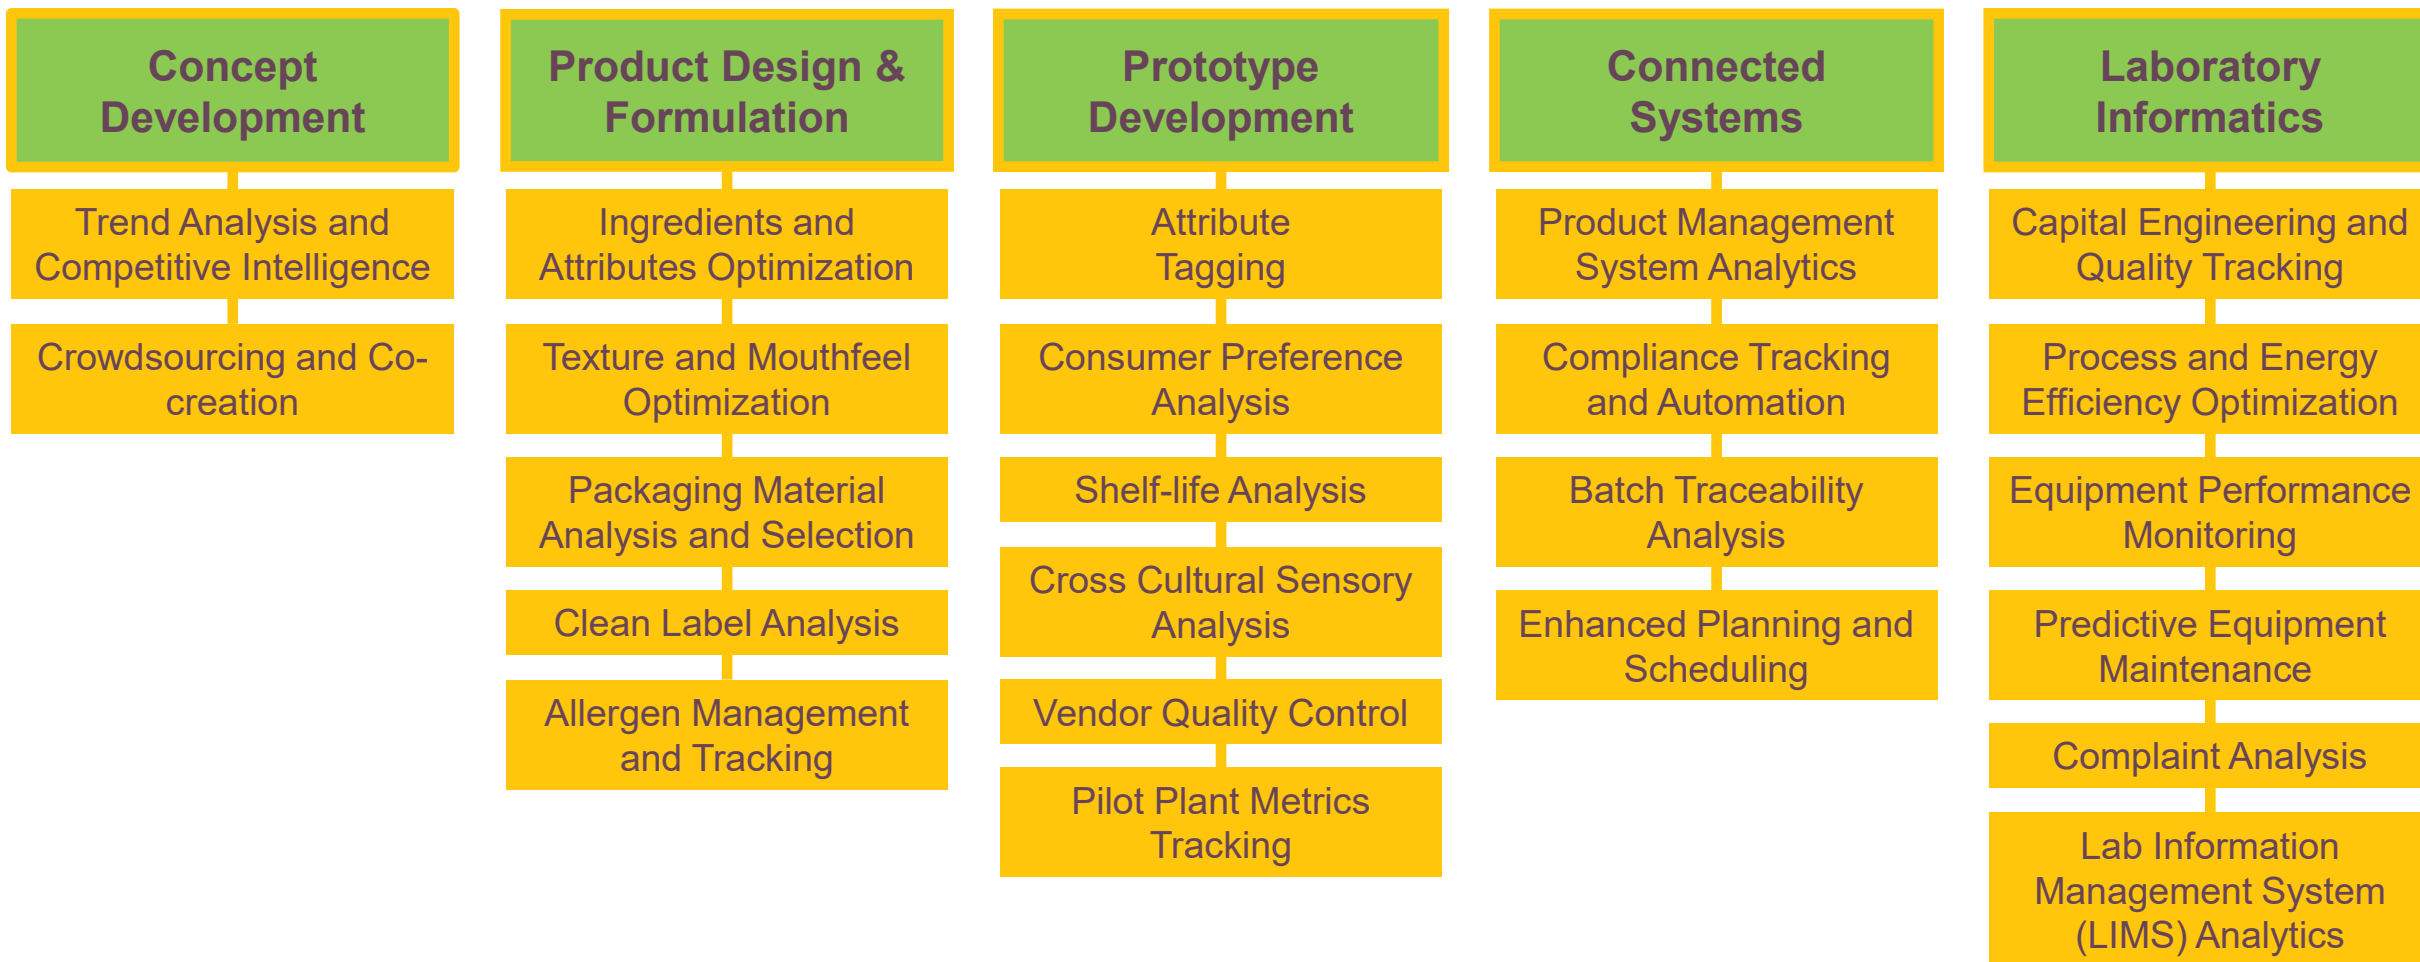 Concept
Development
Trend Analysis and
Competitive Intelligence
Crowdsourcing and Co-
creation
Product Design &
Formulation
Ingredients and
Attributes Optimization
Texture and Mouthfeel
Optimization
Packaging Material
Analysis and Selection
Clean Label Analysis
Allergen Management
and Tracking
Prototype
Development
Attribute
Tagging
Consumer Preference
Analysis
Shelf-life Analysis
Cross Cultural Sensory
Analysis
Vendor Quality Control
Pilot Plant Metrics
Tracking
Connected
Systems
Product Management
System Analytics
Compliance Tracking
and Automation
Batch Traceability
Analysis
Enhanced Planning and
Scheduling
Laboratory
Informatics
Capital Engineering and
Quality Tracking
Process and Energy
Efficiency Optimization
Equipment Performance
Monitoring
Predictive Equipment
Maintenance
Complaint Analysis
Lab Information
Management System
(LIMS) Analytics